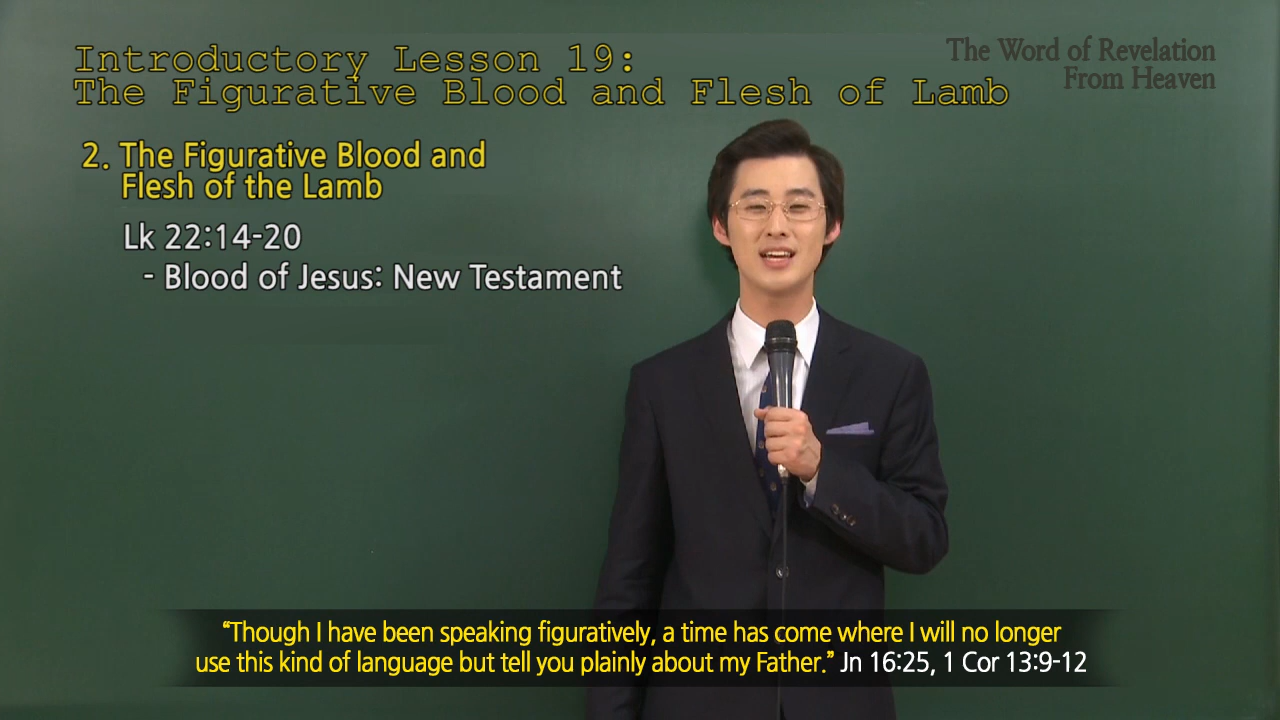 Introductory Lesson 19:
The Figurative Blood and Flesh of Lamb
The Word of Revelation
From Heaven
2. The Figurative Blood and
Flesh of the Lamb
Lk 22:14-20
- Blood of Jesus: New Testament
“Though I have been speaking figuratively, a time has come where I will no longer
use this kind of language but tell you plainly about my Father.” Jn 16:25, 1 Cor 13:9-12